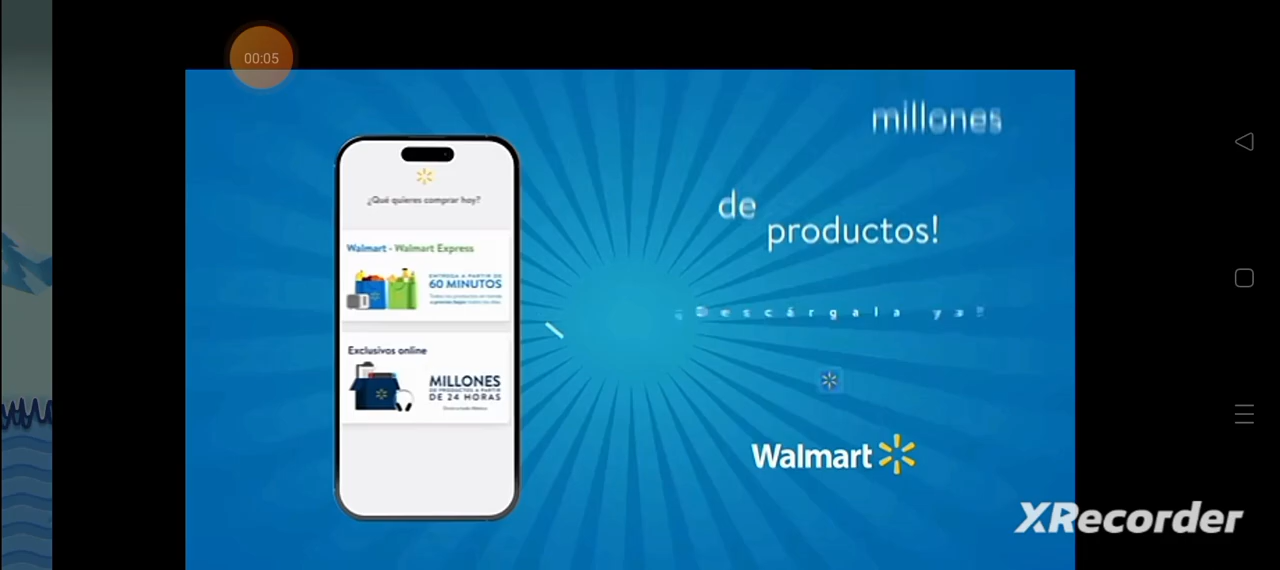 00:05
¿Qué quieres comprar hoy?
Walmart - Walmart Express
ENTREGA A PARTIR DE
60 MINUTOS
Exclusivos online
MILLONES
DE PRODUCTOS A PARTIR
DE 24 HORAS
millones
de
productos!
¡Descárgala ya!
Walmart
XRecorder